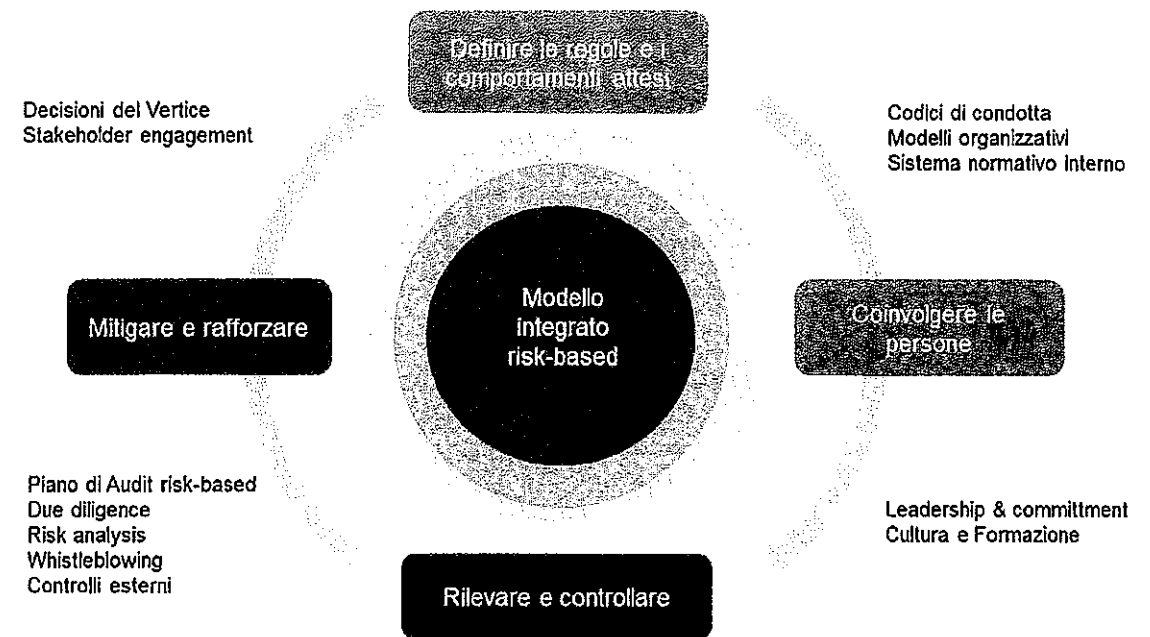 Definire le regole e i
comportamenti attesi
Decisioni del Vertice
Stakeholder engagement
Codici di condotta
Modelli organizzativi
Sistema normativo interno
Mitigare e rafforzare
Modello
integrato
risk-based
Coinvolgere le
persone
Piano di Audit risk-based
Due diligence
Risk analysis
Whistleblowing
Controlli esterni
Leadership & committment
Cultura e Formazione
Rilevare e controllare